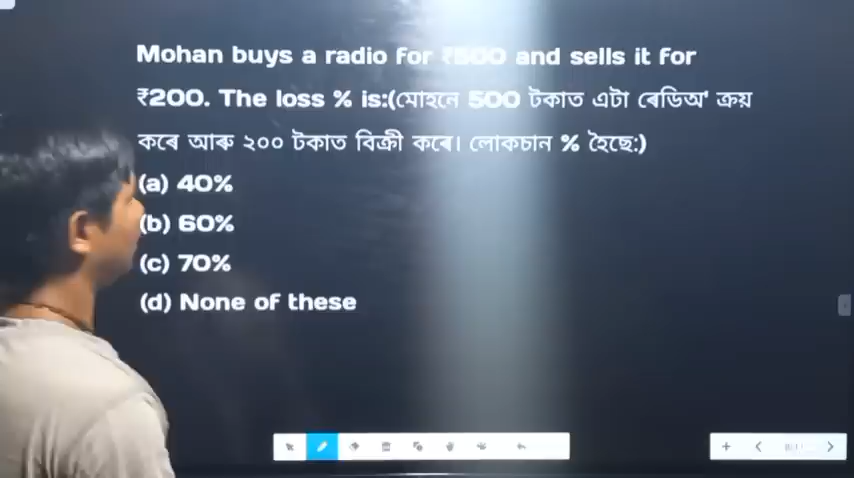 Mohan buys a radio for ₹500 and sells it for
₹200. The loss % is:(মোহনে 500 টকাত এটা ৰেডিঅ' ক্ৰয়
কৰে আৰু ২০০ টকাত বিক্ৰী কৰে। লোকচান % হৈছে:)
(a) 40%
(b) 60%
(c) 70%
(d) None of these